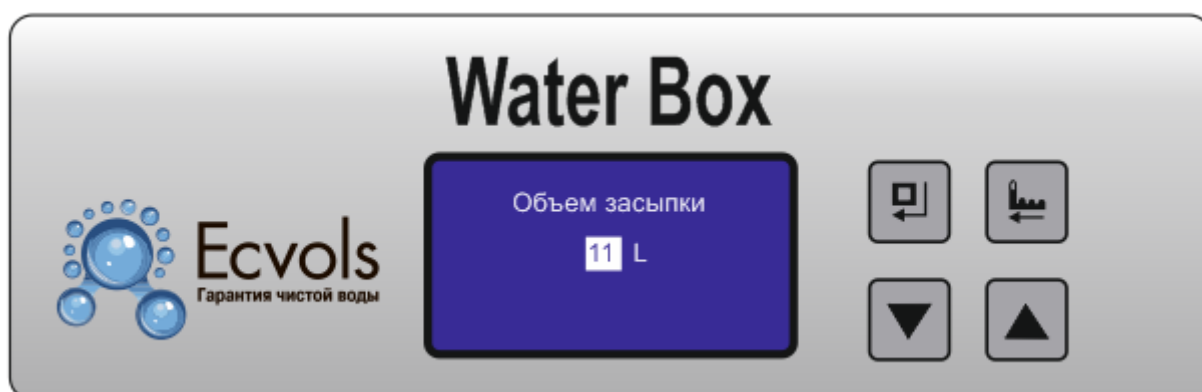 Water Box
Объем засыпки
11 L
Ecvols
Гарантия чистой воды